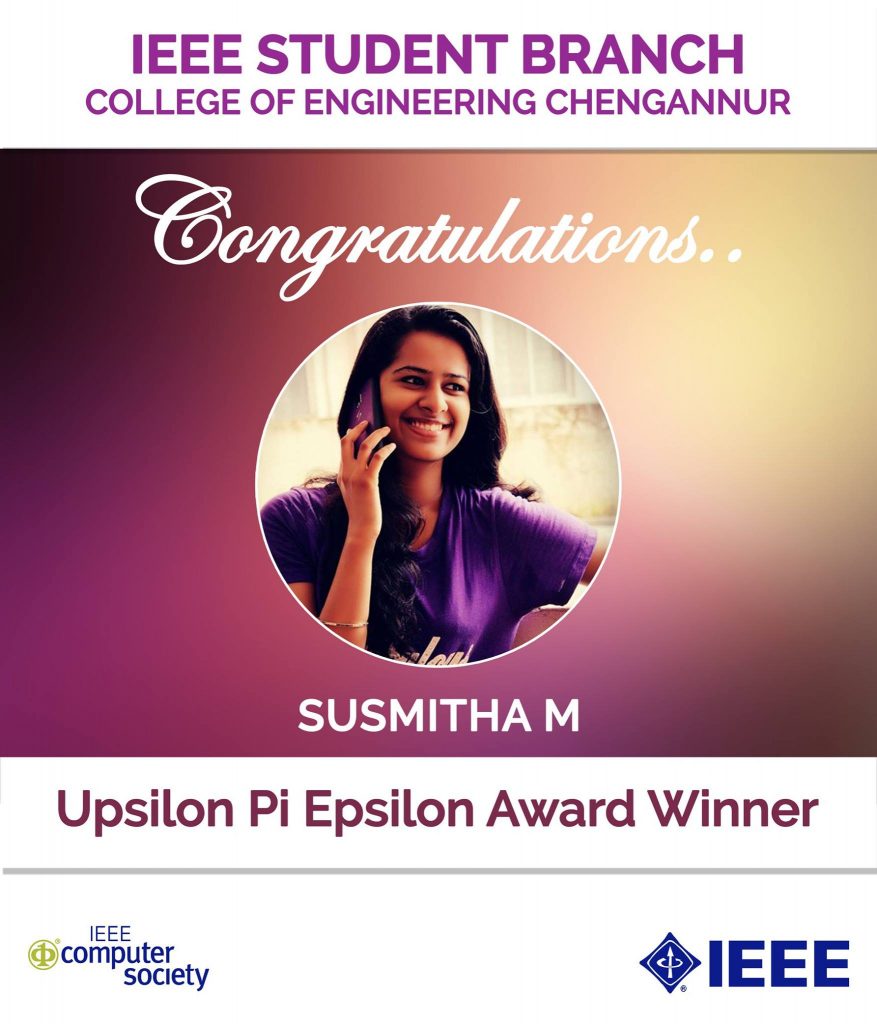 IEEE STUDENT BRANCH
COLLEGE OF ENGINEERING CHENGANNUR
Congratulations..
SUSMITHA M
Upsilon Pi Epsilon Award Winner
IEEE
computer
society
IEEE